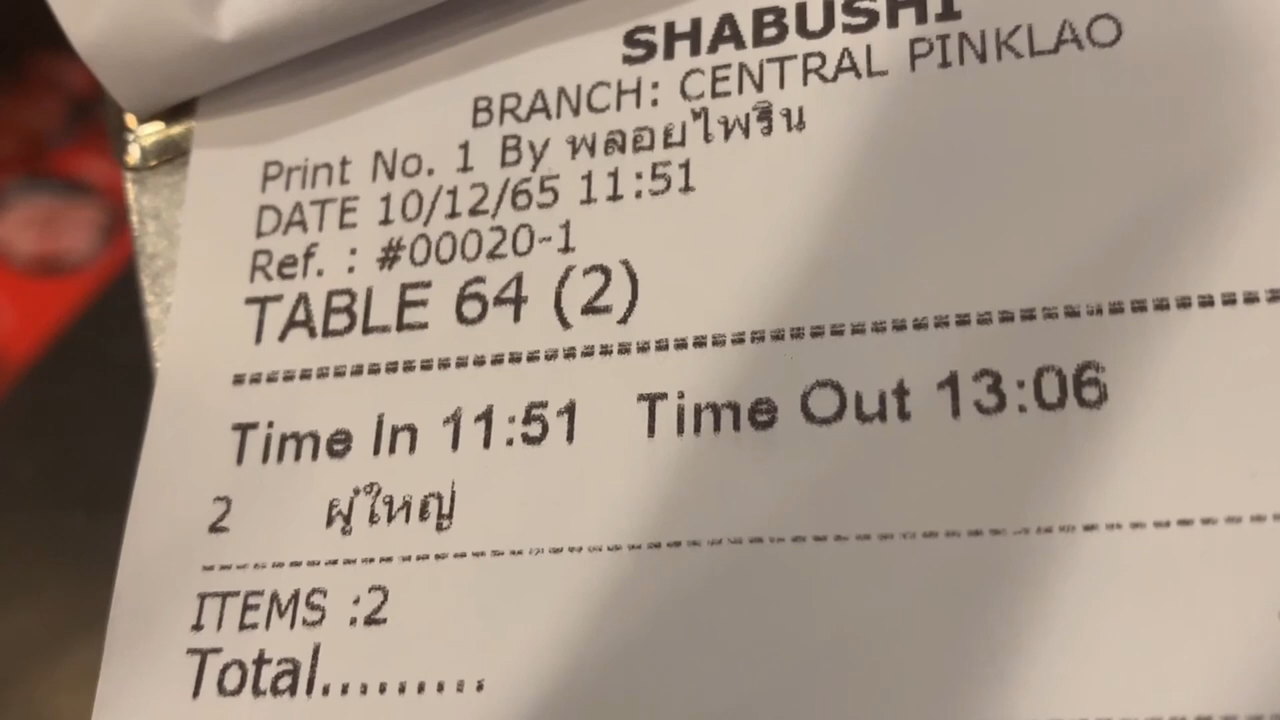 SHABUSHI
BRANCH: CENTRAL PINKLAO
Print No. 1 By พลอยไพริน
DATE 10/12/65 11:51
Ref. : #00020-1
TABLE 64 (2)
Time In 11:51 Time Out 13:06
2 ผู้ใหญ่
ITEMS :2
Total.........